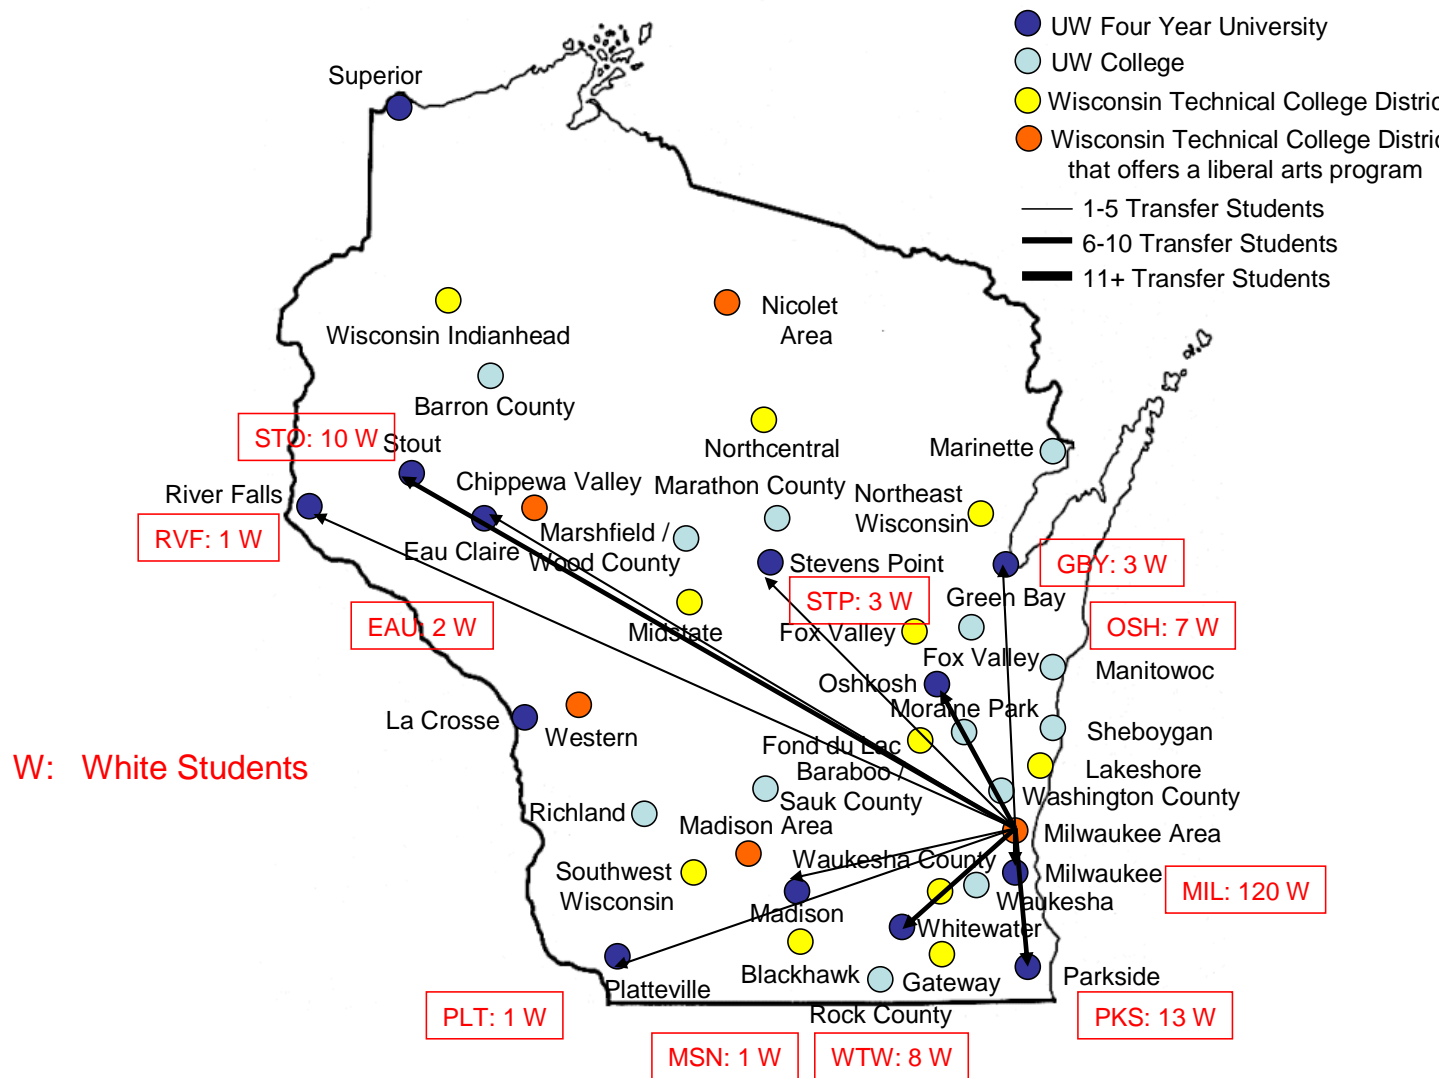 UW Four Year University
UW College
Wisconsin Technical College Distric
Wisconsin Technical College Distric
that offers a liberal arts program
1-5 Transfer Students
6-10 Transfer Students
11+ Transfer Students
Superior
Wisconsin Indianhead
Nicolet
Area
Barron County
STO: 10 W
Stout
Northcentral
Marinette
River Falls
Chippewa Valley
Marathon County
Northeast
Wisconsin
RVF: 1 W
Eau Claire
Marshfield /
Wood County
Stevens Point
GBY: 3 W
STP: 3 W
Green Bay
EAU: 2 W
Midstate
Fox Valley
OSH: 7 W
Fox Valley
Manitowoc
Oshkosh
La Crosse
Western
Moraine Park
Sheboygan
W: White Students
Fond du Lac
Lakeshore
Baraboo /
Sauk County
Washington County
Richland
Madison Area
Milwaukee Area
Southwest
Wisconsin
Waukesha County
Milwaukee
MIL: 120 W
Waukesha
Madison
Whitewater
Platteville
Blackhawk
Gateway
Parkside
Rock County
PLT: 1 W
PKS: 13 W
MSN: 1 W
WTW: 8 W